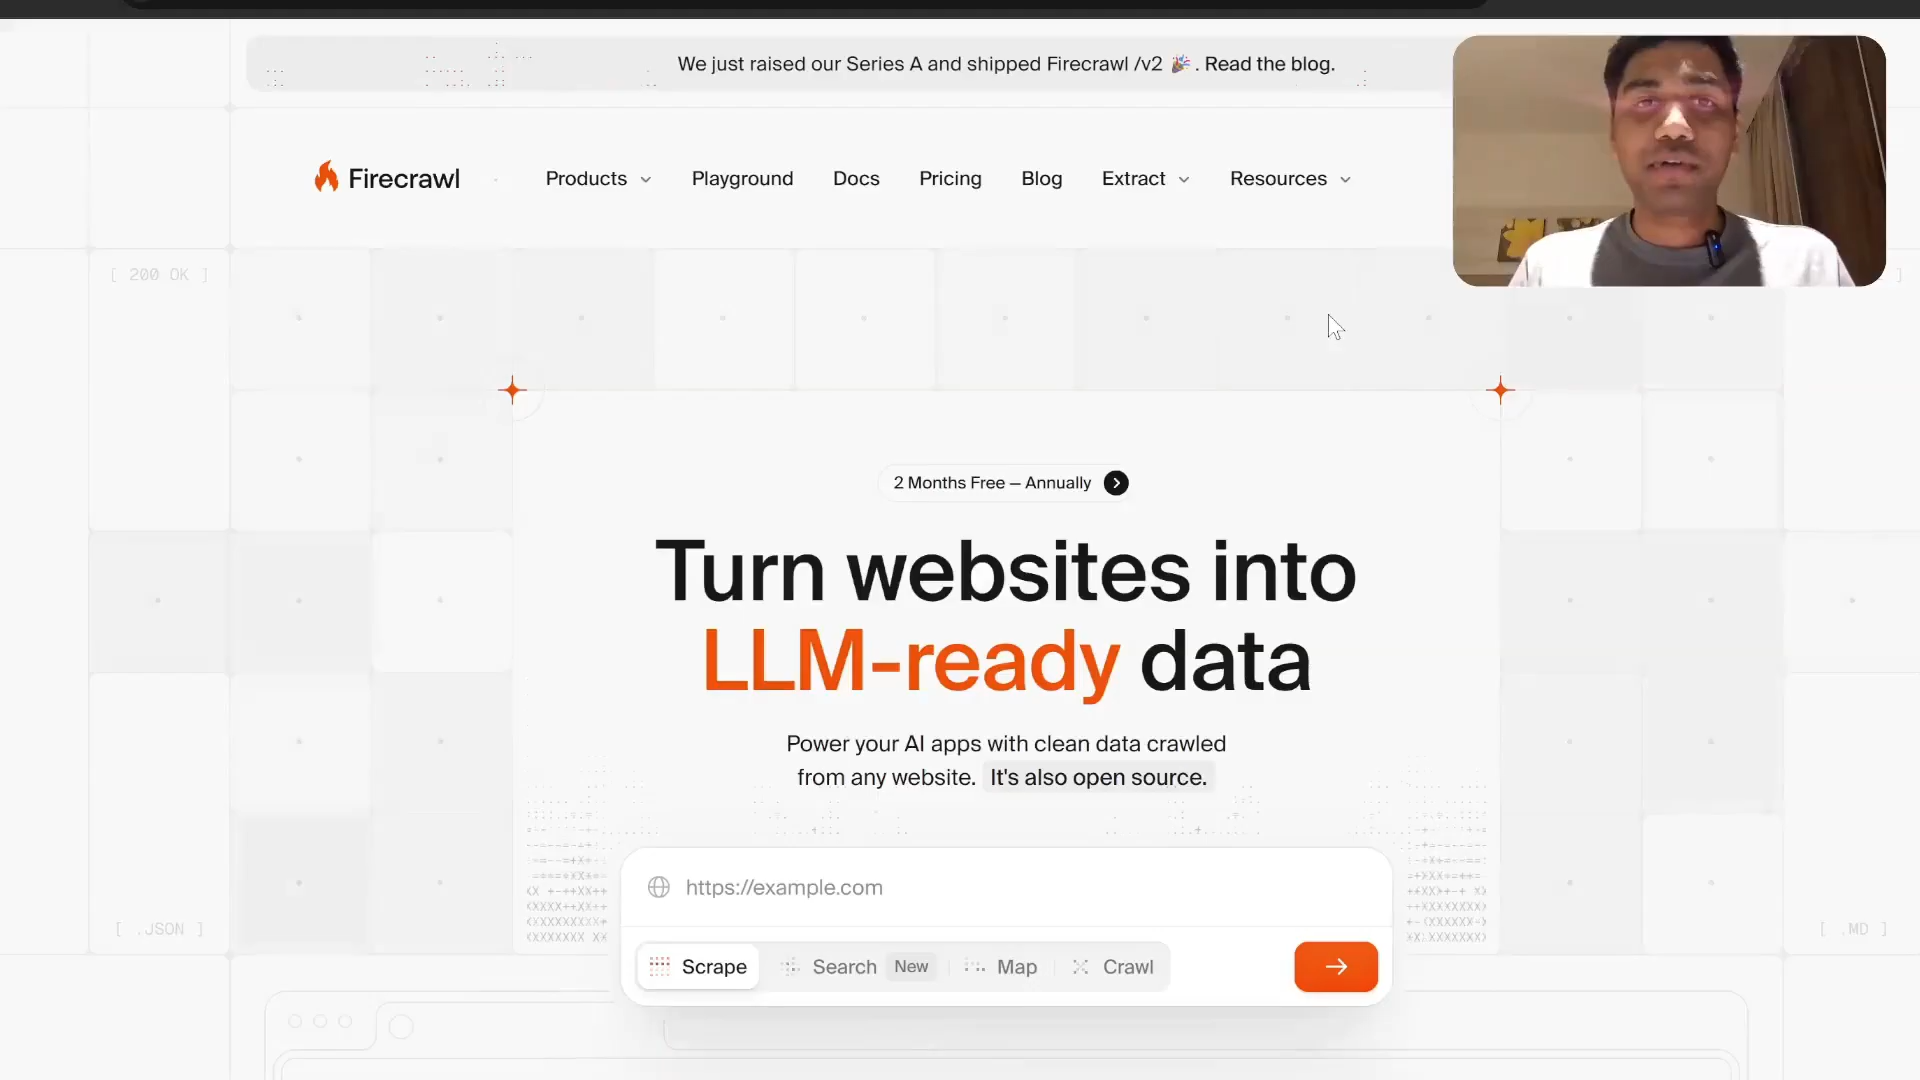 We just raised our Series A and shipped Firecrawl /v2 🎉. Read the blog.
Firecrawl
Products
Playground
Docs
Pricing
Blog
Extract
Resources
[ 200 OK ]
]
2 Months Free — Annually
Turn websites into
LLM-ready data
Power your AI apps with clean data crawled
from any website. It's also open source.
https://example.com
[ .JSON ]
[ .MD ]
Scrape
Search
New
Map
Crawl